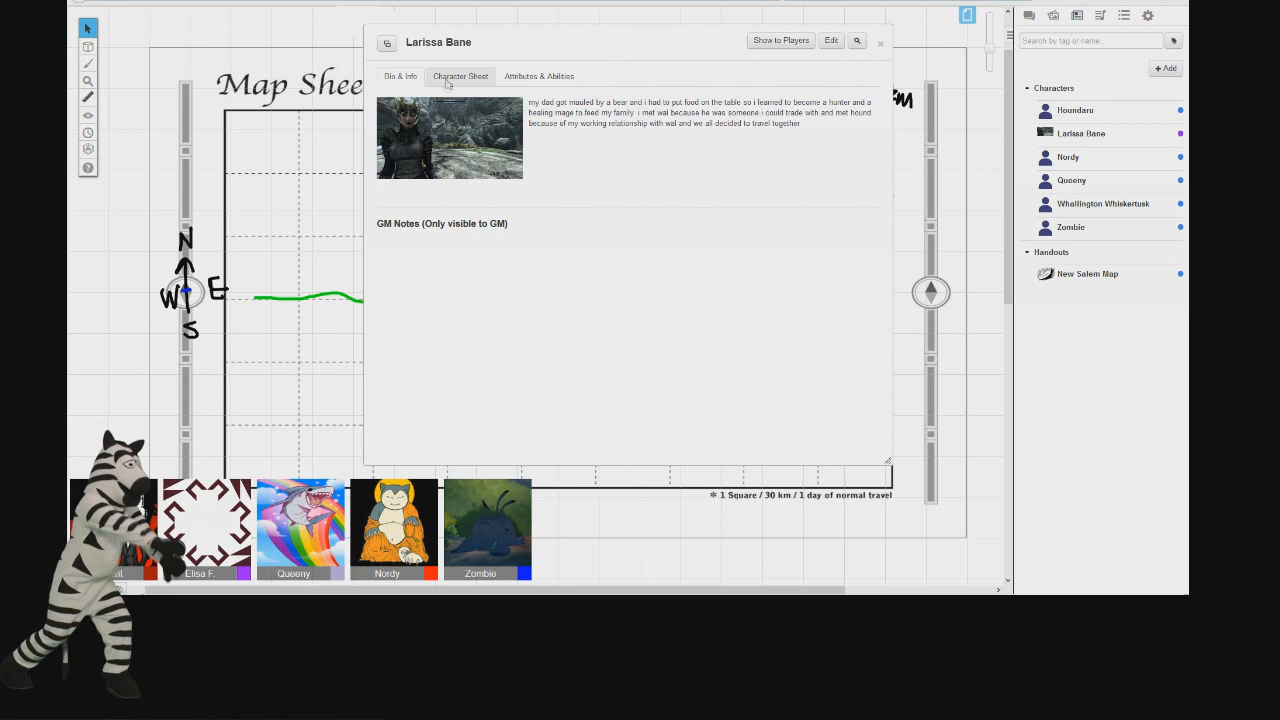 Larissa Bane
Show to Players
Edit
×
Bio & Info
Character Sheet
Attributes & Abilities
Map Shee
my dad got mauled by a bear and i had to put food on the table so i learned to become a hunter and a
healing mage to feed my family. i met wal because he was someone i could trade with and met hound
because of my working relationship with wal and we all decided to travel together
GM Notes (Only visible to GM)
N
W
E
S
* 1 Square / 30 km / 1 day of normal travel
Elisa F.
Queeny
Nordy
Zombie
Search by tag or name...
+ Add
Characters
Houndaru
Larissa Bane
Nordy
Queeny
Whallington Whiskertusk
Zombie
Handouts
New Salem Map